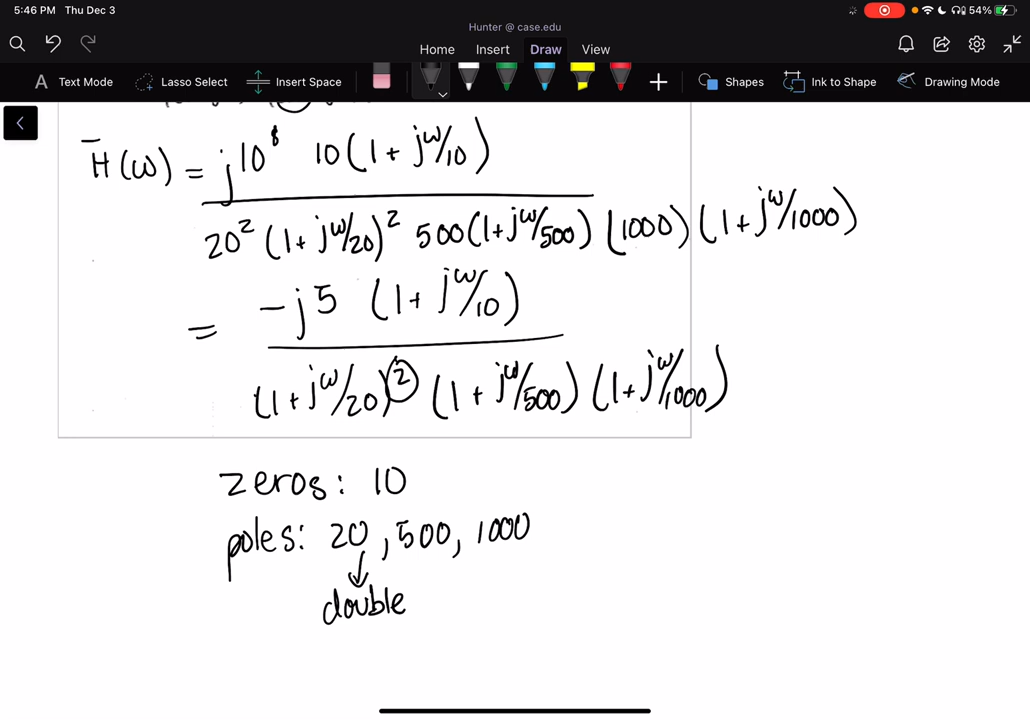 5:46 PM Thu Dec 3
54%
Hunter @ case.edu
Home Insert Draw View
Text Mode Lasso Select Insert Space Shapes Ink to Shape Drawing Mode
H̄(ω) = j10⁸ 10(1+jω/10)
20² (1+jω/20)² 500(1+jω/500) (1000)(1+jω/1000)
= -j5 (1+jω/10)
(1+jω/20)² (1+jω/500) (1+jω/1000)
zeros: 10
poles: 20, 500, 1000
double